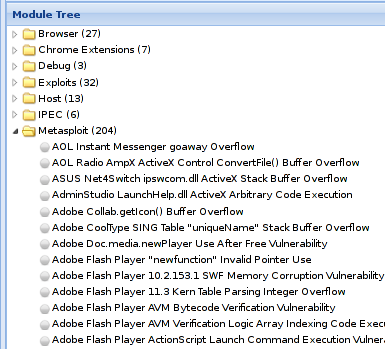 Module Tree
Browser (27)
Chrome Extensions (7)
Debug (3)
Exploits (32)
Host (13)
IPEC (6)
Metasploit (204)
AOL Instant Messenger goaway Overflow
AOL Radio AmpX ActiveX Control ConvertFile() Buffer Overflow
ASUS Net4Switch ipswcom.dll ActiveX Stack Buffer Overflow
AdminStudio LaunchHelp.dll ActiveX Arbitrary Code Execution
Adobe Collab.getIcon() Buffer Overflow
Adobe CoolType SING Table "uniqueName" Stack Buffer Overflow
Adobe Doc.media.newPlayer Use After Free Vulnerability
Adobe Flash Player "newfunction" Invalid Pointer Use
Adobe Flash Player 10.2.153.1 SWF Memory Corruption Vulnerability
Adobe Flash Player 11.3 Kern Table Parsing Integer Overflow
Adobe Flash Player AVM Bytecode Verification Vulnerability
Adobe Flash Player AVM Verification Logic Array Indexing Code Exec
Adobe Flash Player ActionScript Launch Command Execution Vulner